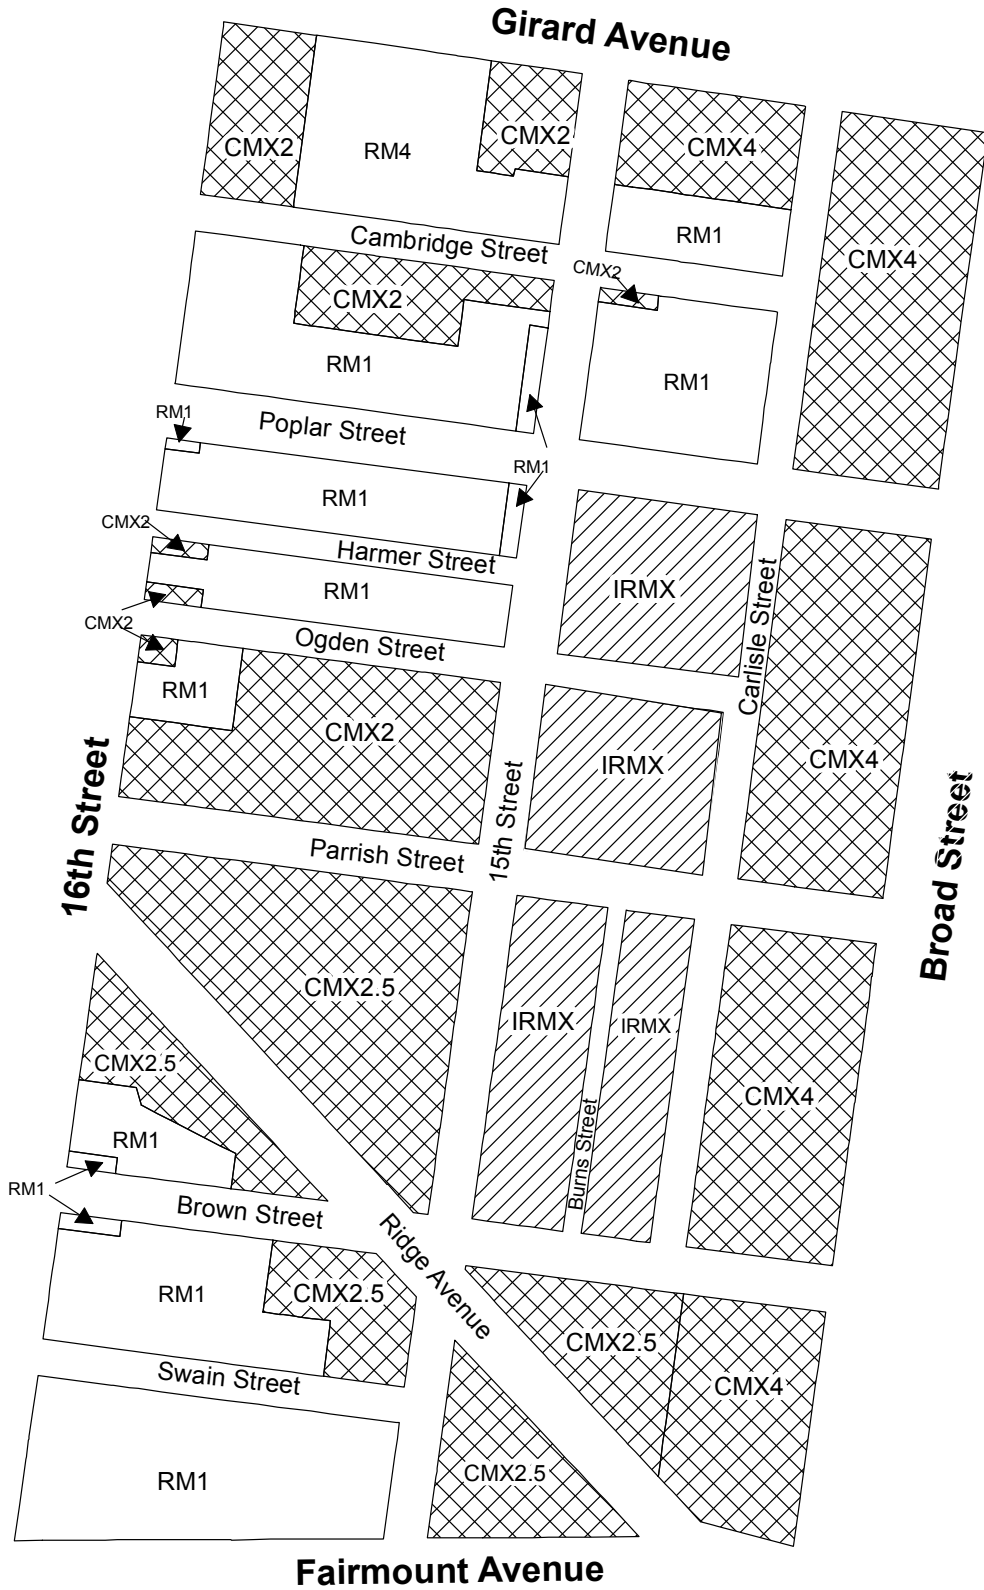 Girard Avenue
CMX2
RM4
CMX2
CMX4
RM1
CMX4
Cambridge Street
CMX2
CMX2
RM1
RM1
RM1
Poplar Street
RM1
RM1
Harmer Street
CMX2
RM1
IRMX
Carlisle Street
CMX2
Ogden Street
RM1
CMX2
IRMX
CMX4
16th Street
15th Street
Parrish Street
Broad Street
CMX2.5
IRMX
IRMX
CMX2.5
CMX4
RM1
Burns Street
RM1
Brown Street
Ridge Avenue
RM1
CMX2.5
CMX2.5
CMX4
Swain Street
RM1
CMX2.5
Fairmount Avenue